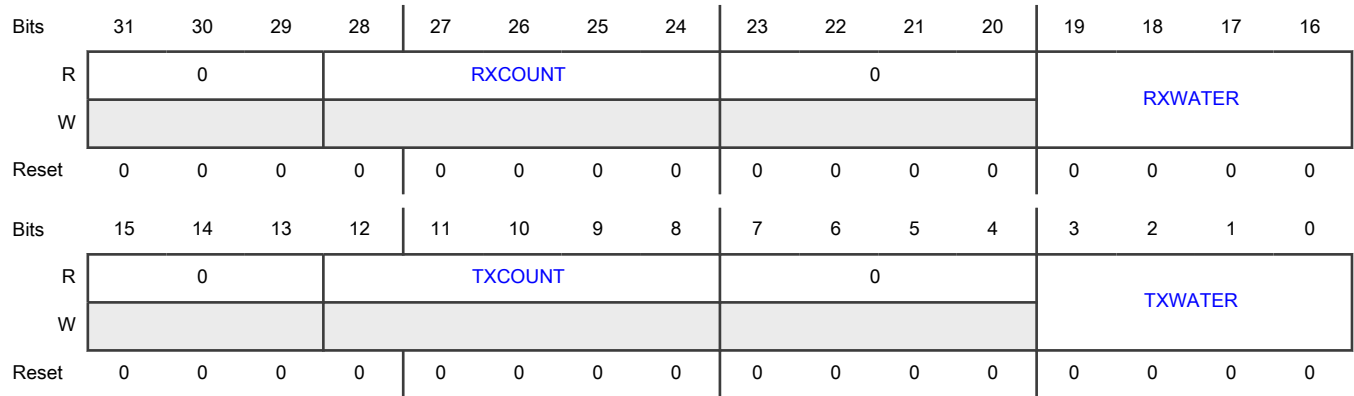 Bits 31 30 29 28 27 26 25 24 23 22 21 20 19 18 17 16
R 0 RXCOUNT 0 RXWATER
W
Reset 0 0 0 0 0 0 0 0 0 0 0 0 0 0 0 0
Bits 15 14 13 12 11 10 9 8 7 6 5 4 3 2 1 0
R 0 TXCOUNT 0 TXWATER
W
Reset 0 0 0 0 0 0 0 0 0 0 0 0 0 0 0 0